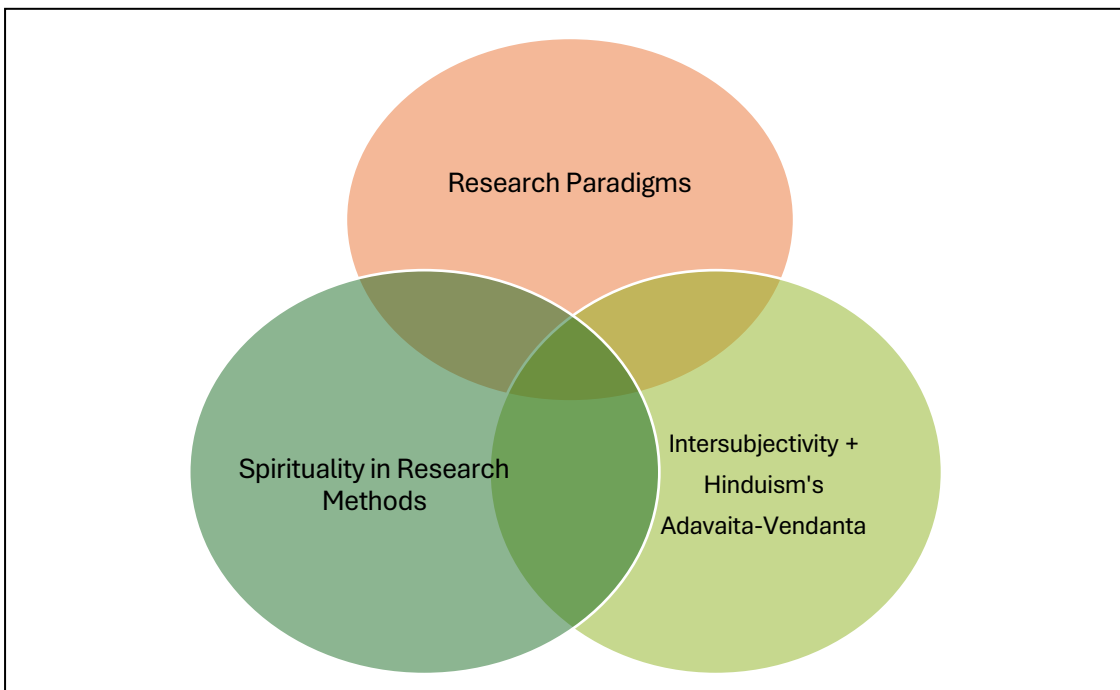 Research Paradigms
Spirituality in Research
Methods
Intersubjectivity +
Hinduism's
Adavaita-Vendanta